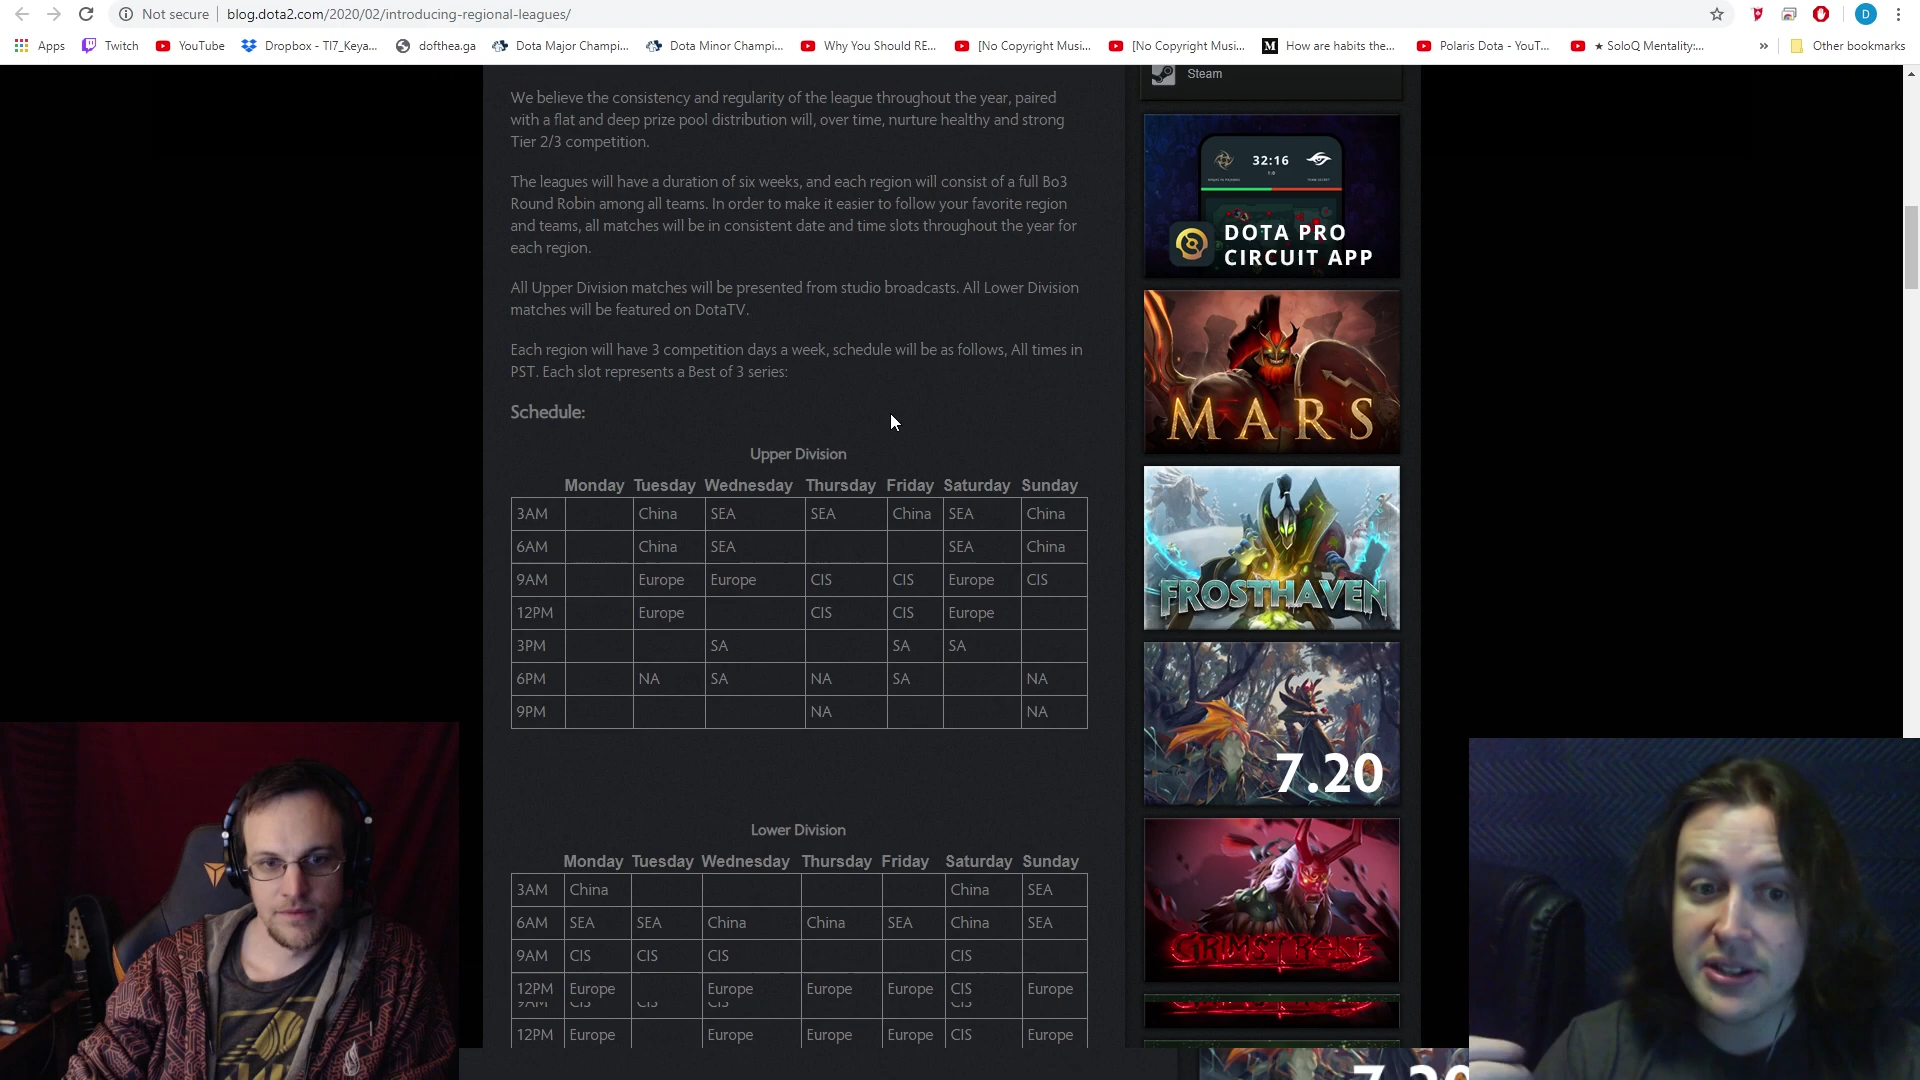 Not secure | blog.dota2.com/2020/02/introducing-regional-leagues/
D
Apps Twitch YouTube Dropbox - TI7_Keya... dofthea.ga Dota Major Champi... Dota Minor Champi... Why You Should RE... [No Copyright Musi... [No Copyright Musi... M How are habits the... Polaris Dota - YouT... ★ SoloQ Mentality:... » Other bookmarks
We believe the consistency and regularity of the league throughout the year, paired
with a flat and deep prize pool distribution will, over time, nurture healthy and strong
Tier 2/3 competition.
The leagues will have a duration of six weeks, and each region will consist of a full Bo3
Round Robin among all teams. In order to make it easier to follow your favorite region
and teams, all matches will be in consistent date and time slots throughout the year for
each region.
All Upper Division matches will be presented from studio broadcasts. All Lower Division
matches will be featured on DotaTV.
Each region will have 3 competition days a week, schedule will be as follows, All times in
PST. Each slot represents a Best of 3 series:
Schedule:
Upper Division
Monday Tuesday Wednesday Thursday Friday Saturday Sunday
3AM China SEA SEA China SEA China
6AM China SEA SEA China
9AM Europe Europe CIS CIS Europe CIS
12PM Europe CIS CIS Europe
3PM SA SA SA
6PM NA SA NA SA NA
9PM NA NA
Lower Division
Monday Tuesday Wednesday Thursday Friday Saturday Sunday
3AM China China SEA
6AM SEA SEA China China SEA China SEA
9AM CIS CIS CIS CIS
12PM Europe Europe Europe Europe CIS Europe
9AM CIS CIS CIS CIS
12PM Europe Europe Europe Europe CIS Europe
Steam
32:16
DOTA PRO
CIRCUIT APP
MARS
FROSTHAVEN
7.20
GRIMSTROKE
7.20